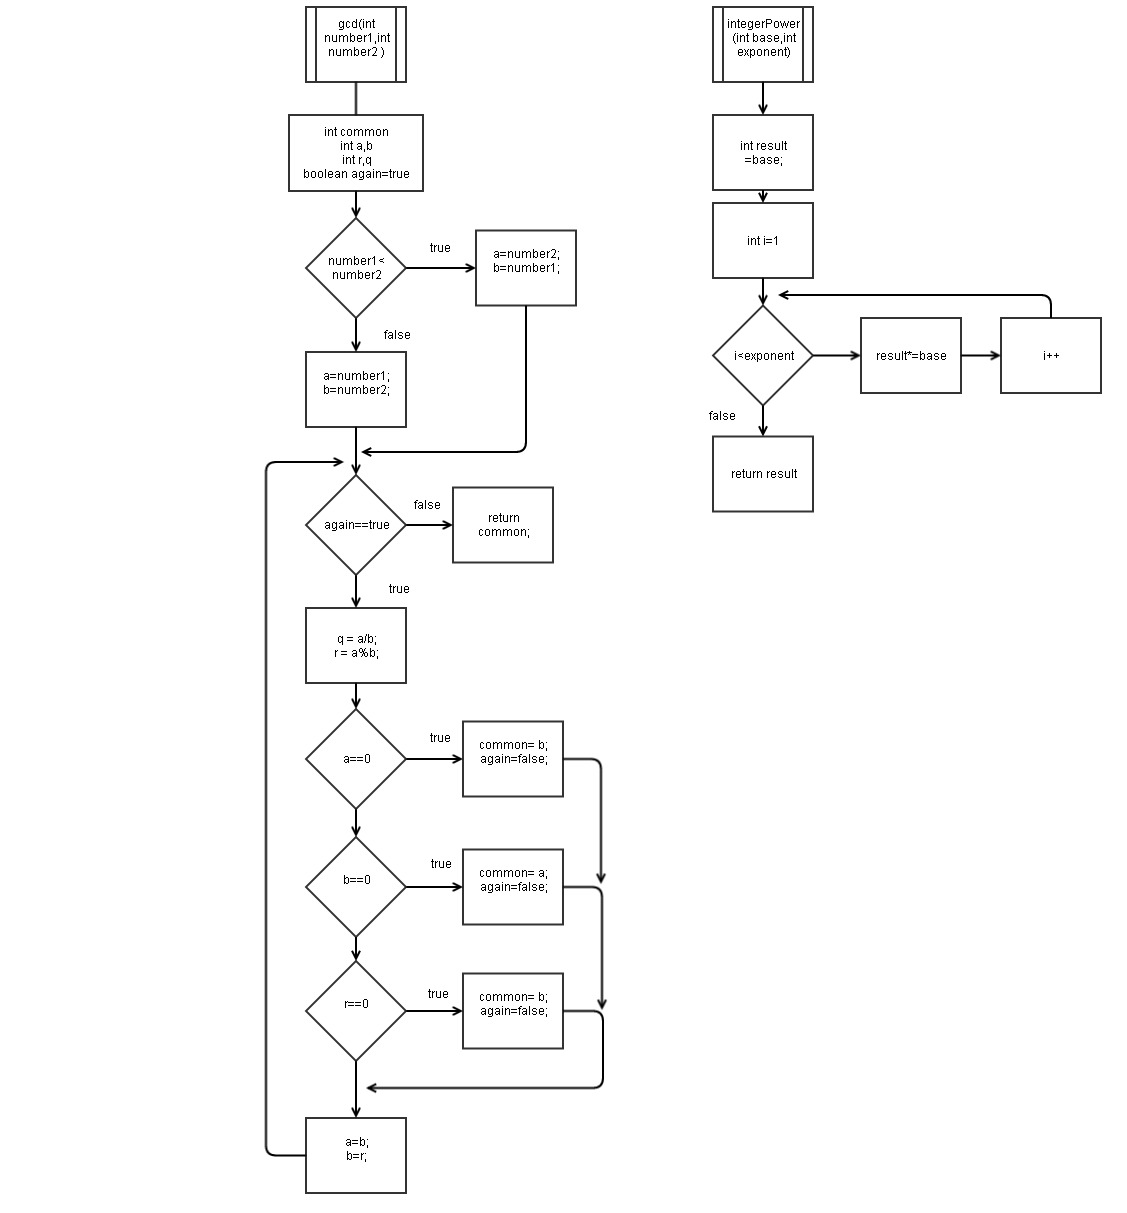 gcd(int
number1,int
number2 )
int common
int a,b
int r,q
boolean again=true
number1<
number2
true
a=number2;
b=number1;
false
a=number1;
b=number2;
again==true
false
return
common;
true
q = a/b;
r = a%b;
a==0
true
common= b;
again=false;
b==0
true
common= a;
again=false;
r==0
true
common= b;
again=false;
a=b;
b=r;
integerPower
(int base,int
exponent)
int result
=base;
int i=1
i<exponent
result*=base
i++
false
return result